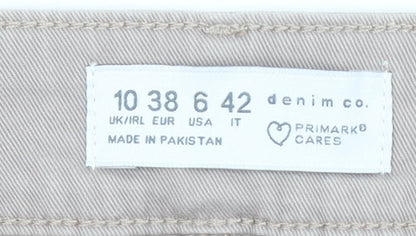 10 38 6 42 denim co.
UK/IRL EUR USA IT
PRIMARK®
CARES
MADE IN PAKISTAN